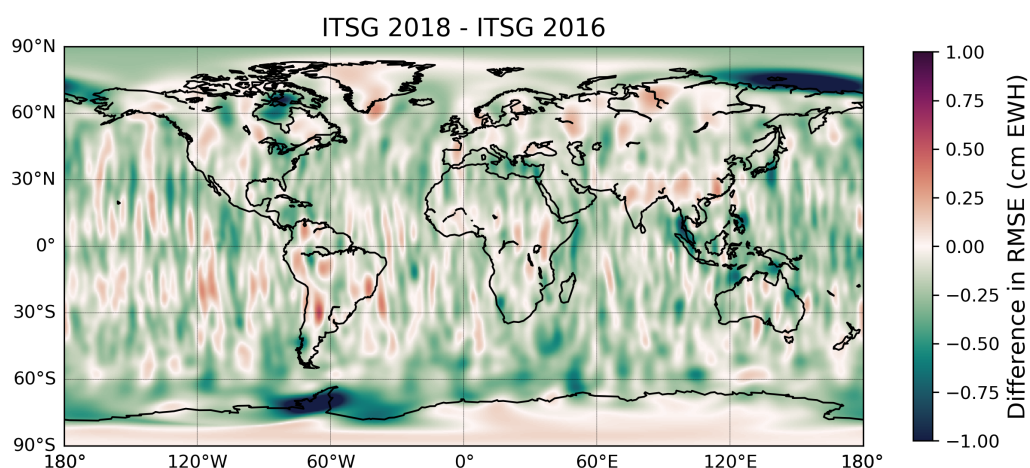 ITSG 2018 - ITSG 2016
90°N
60°N
30°N
0°
30°S
60°S
90°S
180°
120°W
60°W
0°
60°E
120°E
180°
1.00
0.75
0.50
0.25
0.00
−0.25
−0.50
−0.75
−1.00
Difference in RMSE (cm EWH)